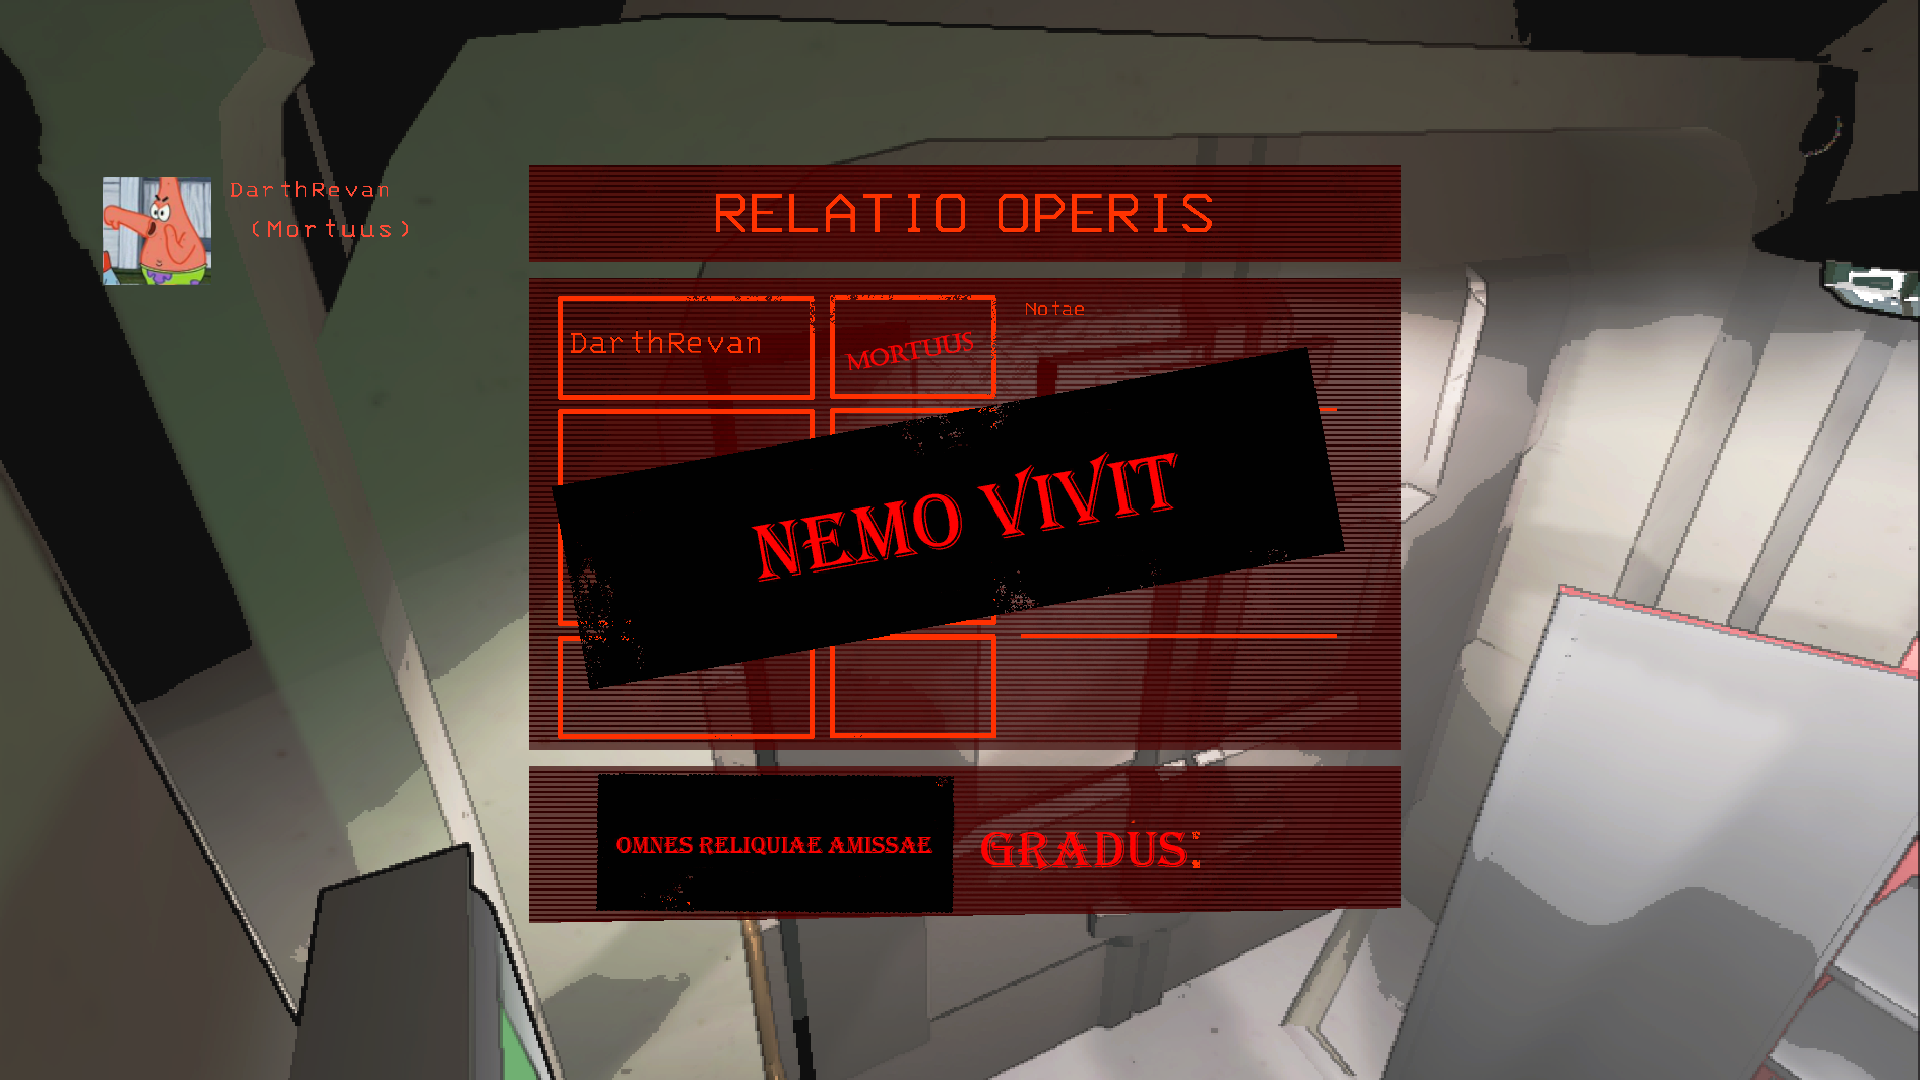 DarthRevan
(Mortuus)
RELATIO OPERIS
DarthRevan
MORTUUS
Notae
NEMO VIVIT
OMNES RELIQUIAE AMISSAE
GRADUS: